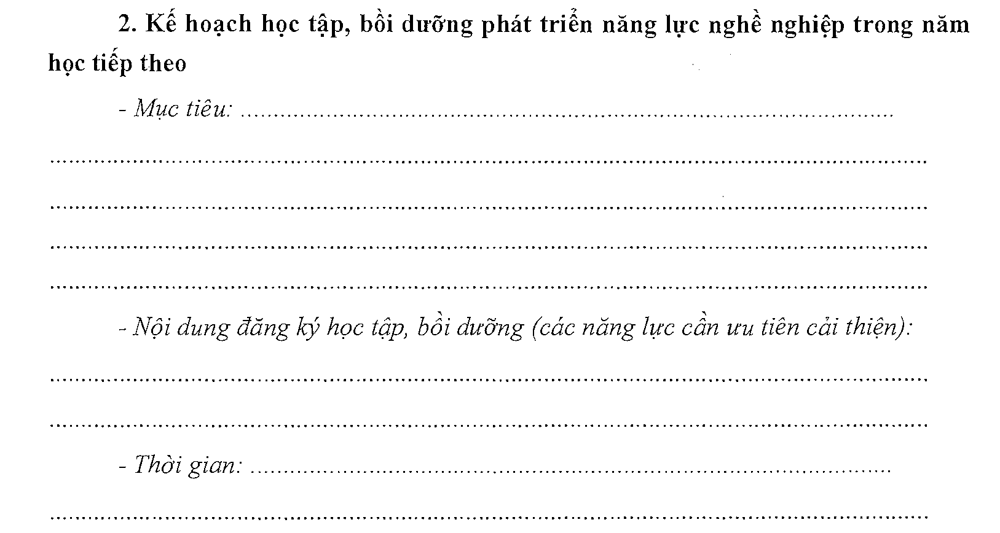 2. Kế hoạch học tập, bồi dưỡng phát triển năng lực nghề nghiệp trong năm
học tiếp theo
- Mục tiêu: ..........................................................................................................
.......................................................................................................................................
.......................................................................................................................................
.......................................................................................................................................
.......................................................................................................................................
- Nội dung đăng ký học tập, bồi dưỡng (các năng lực cần ưu tiên cải thiện):
.......................................................................................................................................
.......................................................................................................................................
- Thời gian: ........................................................................................................
.......................................................................................................................................